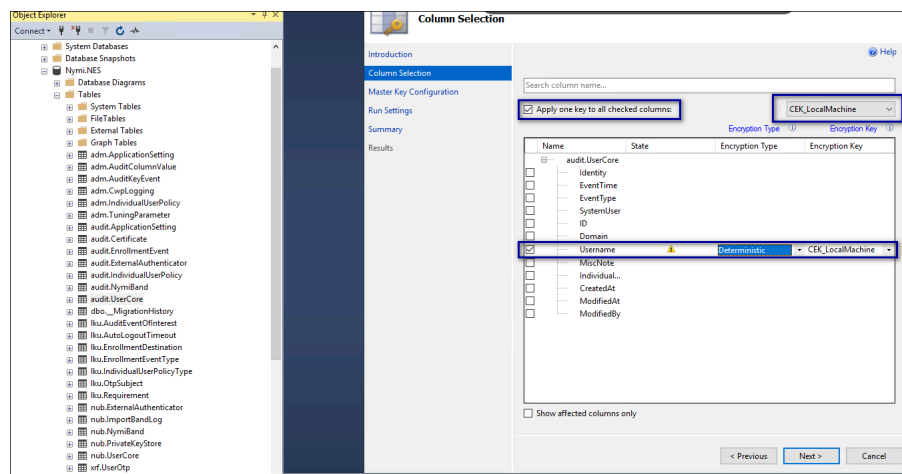 Object Explorer
Connect
System Databases
Database Snapshots
Nymi.NES
Database Diagrams
Tables
System Tables
FileTables
External Tables
Graph Tables
adm.ApplicationSetting
adm.AuditColumnValue
adm.AuditKeyEvent
adm.CwpLogging
adm.IndividualUserPolicy
adm.TuningParameter
audit.ApplicationSetting
audit.Certificate
audit.EnrollmentEvent
audit.ExternalAuthenticator
audit.IndividualUserPolicy
audit.NymiBand
audit.UserCore
dbo.__MigrationHistory
lku.AuditEventOfInterest
lku.AutoLogoutTimeout
lku.EnrollmentDestination
lku.EnrollmentEventType
lku.IndividualUserPolicyType
lku.OtpSubject
lku.Requirement
nub.ExternalAuthenticator
nub.ImportBandLog
nub.NymiBand
nub.PrivateKeyStore
nub.UserCore
xrf.UserOtp
Column Selection
Introduction
Column Selection
Master Key Configuration
Run Settings
Summary
Results
Help
Search column name...
Apply one key to all checked columns: CEK_LocalMachine
Encryption Type Encryption Key
Name State Encryption Type Encryption Key
audit.UserCore
Identity
EventTime
EventType
SystemUser
ID
Domain
Username Deterministic CEK_LocalMachine
MiscNote
Individual...
CreatedAt
ModifiedAt
ModifiedBy
Show affected columns only
< Previous Next > Cancel